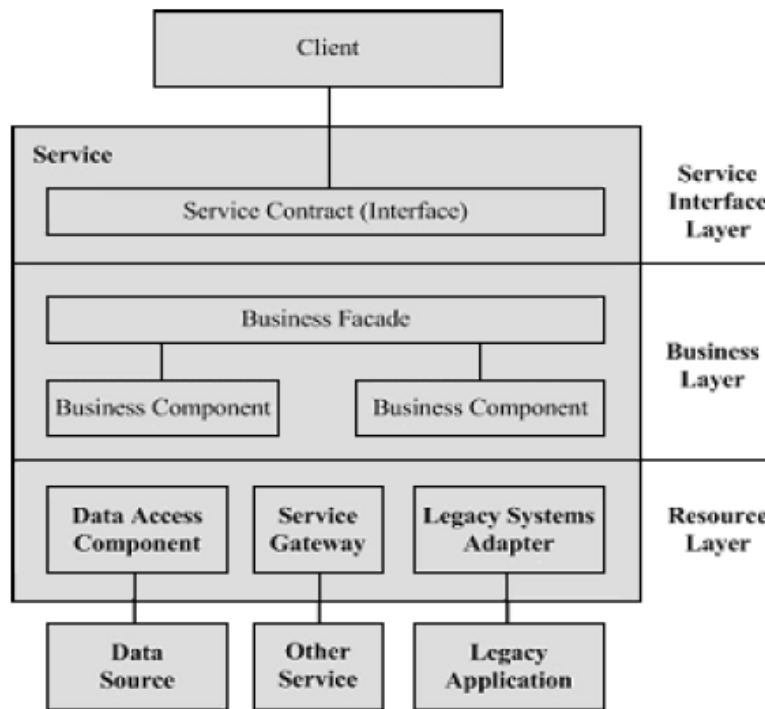 Client
Service
Service Contract (Interface)
Service
Interface
Layer
Business Facade
Business Component
Business Component
Business
Layer
Data Access
Component
Service
Gateway
Legacy Systems
Adapter
Resource
Layer
Data
Source
Other
Service
Legacy
Application